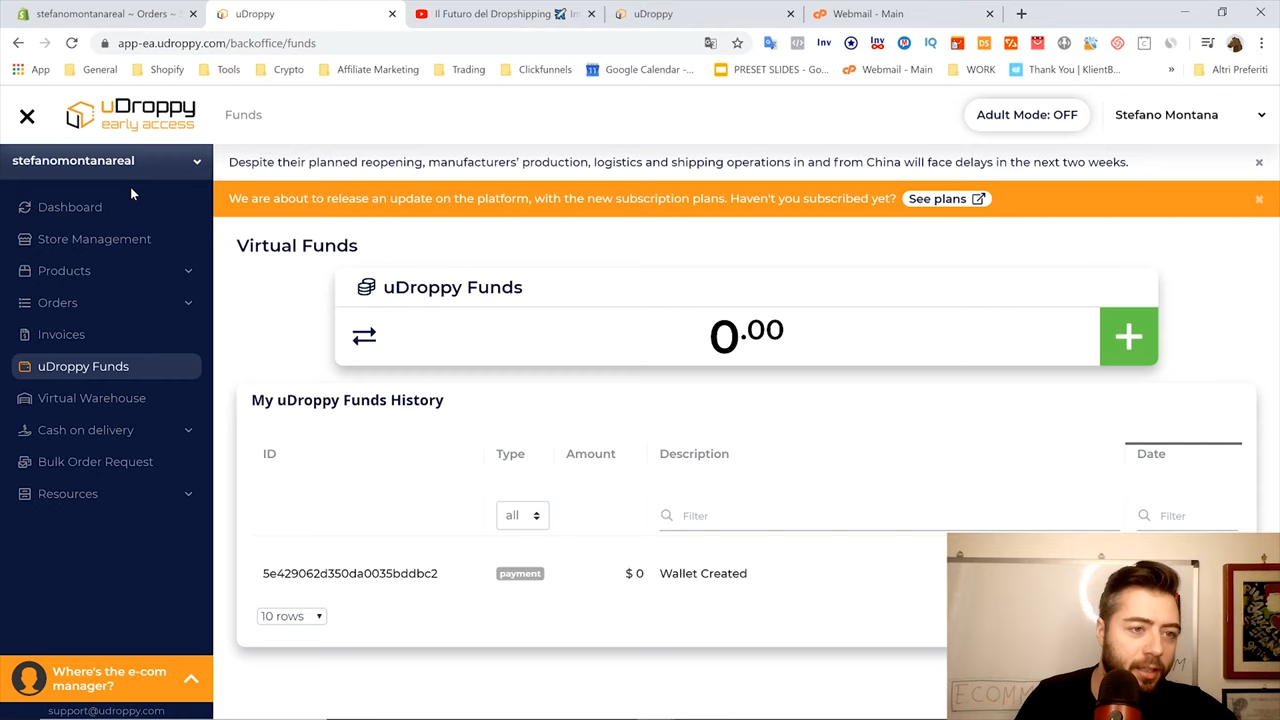 stefanomontanareal ~ Orders ~ S
uDroppy
Il Futuro del Dropshipping
uDroppy
Webmail - Main
app-ea.udroppy.com/backoffice/funds
App
General
Shopify
Tools
Crypto
Affiliate Marketing
Trading
Clickfunnels
Google Calendar -...
PRESET SLIDES - Go...
Webmail - Main
WORK
Thank You | KlientB...
»
Altri Preferiti
uDroppy
early access
Funds
Adult Mode: OFF
Stefano Montana
stefanomontanareal
Despite their planned reopening, manufacturers' production, logistics and shipping operations in and from China will face delays in the next two weeks.
We are about to release an update on the platform, with the new subscription plans. Haven't you subscribed yet? See plans
Dashboard
Store Management
Products
Orders
Invoices
uDroppy Funds
Virtual Warehouse
Cash on delivery
Bulk Order Request
Resources
Virtual Funds
uDroppy Funds
0.00
My uDroppy Funds History
ID Type Amount Description Date
all Filter Filter
5e429062d350da0035bddbc2 payment $ 0 Wallet Created
10 rows
Where's the e-com
manager?
support@udroppy.com